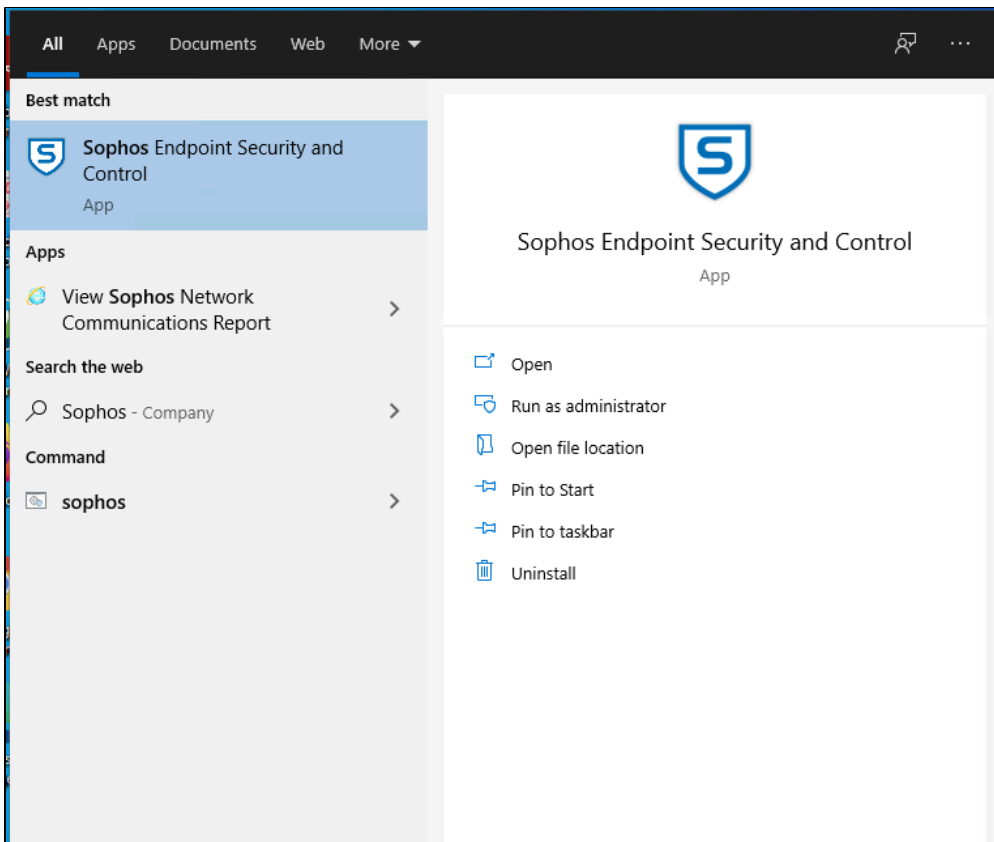 All Apps Documents Web More
Best match
Sophos Endpoint Security and
Control
App
Apps
View Sophos Network
Communications Report
Search the web
Sophos - Company
Command
sophos
S
Sophos Endpoint Security and Control
App
Open
Run as administrator
Open file location
Pin to Start
Pin to taskbar
Uninstall